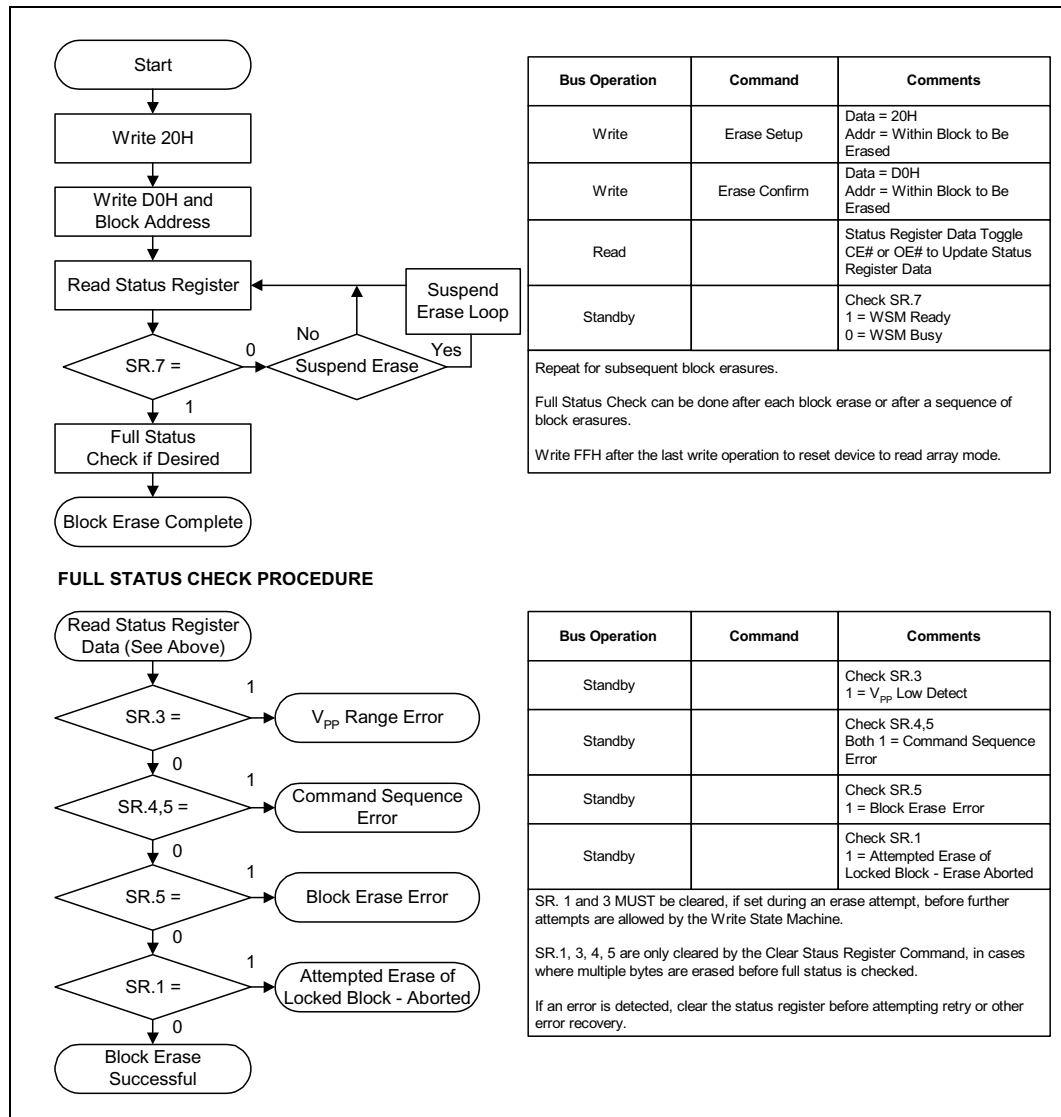 Start
Write 20H
Write D0H and
Block Address
Read Status Register
Suspend
Erase Loop
No
Yes
SR.7 =
0
Suspend Erase
1
Full Status
Check if Desired
Block Erase Complete
Bus Operation Command Comments
Write Erase Setup Data = 20H
Addr = Within Block to Be
Erased
Write Erase Confirm Data = D0H
Addr = Within Block to Be
Erased
Read Status Register Data Toggle
CE# or OE# to Update Status
Register Data
Standby Check SR.7
1 = WSM Ready
0 = WSM Busy
Repeat for subsequent block erasures.
Full Status Check can be done after each block erase or after a sequence of
block erasures.
Write FFH after the last write operation to reset device to read array mode.
FULL STATUS CHECK PROCEDURE
Read Status Register
Data (See Above)
SR.3 =
1
VPP Range Error
0
SR.4,5 =
1
Command Sequence
Error
0
SR.5 =
1
Block Erase Error
0
SR.1 =
1
Attempted Erase of
Locked Block - Aborted
0
Block Erase
Successful
Bus Operation Command Comments
Standby Check SR.3
1 = VPP Low Detect
Standby Check SR.4,5
Both 1 = Command Sequence
Error
Standby Check SR.5
1 = Block Erase Error
Standby Check SR.1
1 = Attempted Erase of
Locked Block - Erase Aborted
SR. 1 and 3 MUST be cleared, if set during an erase attempt, before further
attempts are allowed by the Write State Machine.
SR.1, 3, 4, 5 are only cleared by the Clear Staus Register Command, in cases
where multiple bytes are erased before full status is checked.
If an error is detected, clear the status register before attempting retry or other
error recovery.